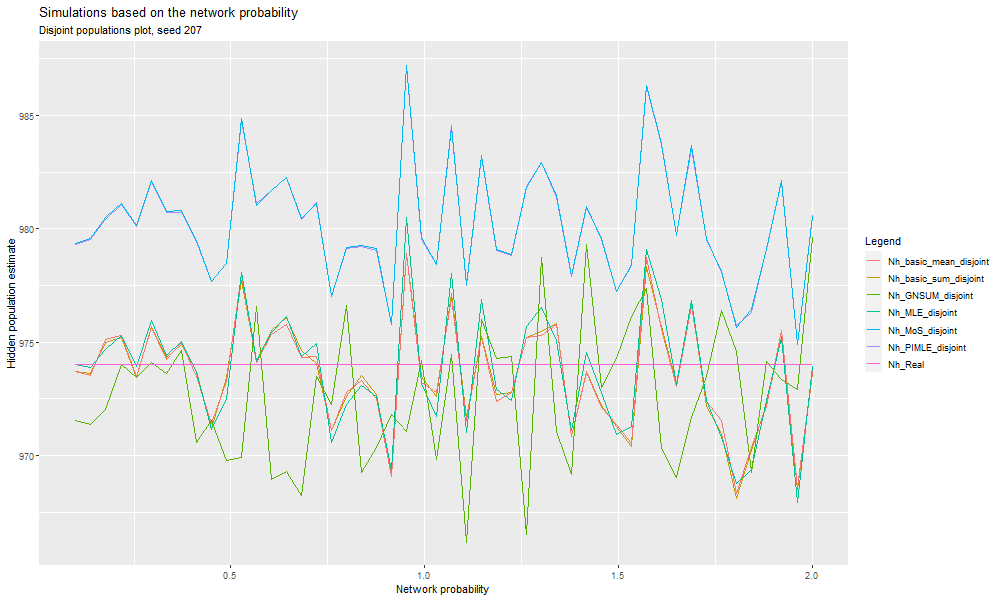 Simulations based on the network probability
Disjoint populations plot, seed 207
Hidden population estimate
985
980
975
970
0.5
1.0
1.5
2.0
Network probability
Legend
Nh_basic_mean_disjoint
Nh_basic_sum_disjoint
Nh_GNSUM_disjoint
Nh_MLE_disjoint
Nh_MoS_disjoint
Nh_PIMLE_disjoint
Nh_Real